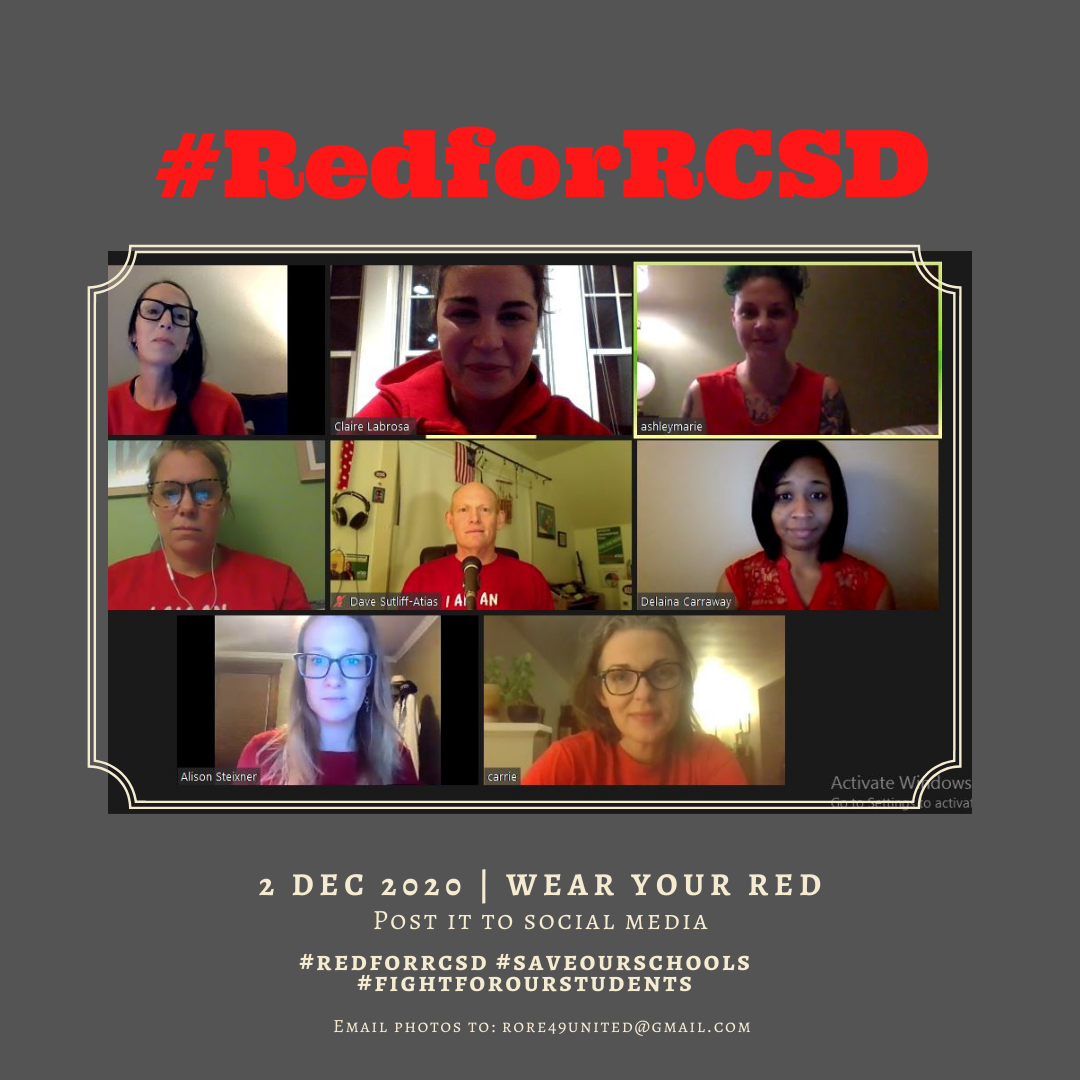 #RedforRCSD
Claire Labrosa
ashleymarie
I AM AN
Dave Sutliff-Atias
I AM AN
Delaina Carraway
Alison Steixner
carrie
Activate Windows
Go to Settings to activat
2 DEC 2020 | WEAR YOUR RED
POST IT TO SOCIAL MEDIA
#REDFORRCSD #SAVEOURSCHOOLS
#FIGHTFOROURSTUDENTS
EMAIL PHOTOS TO: RORE49UNITED@GMAIL.COM